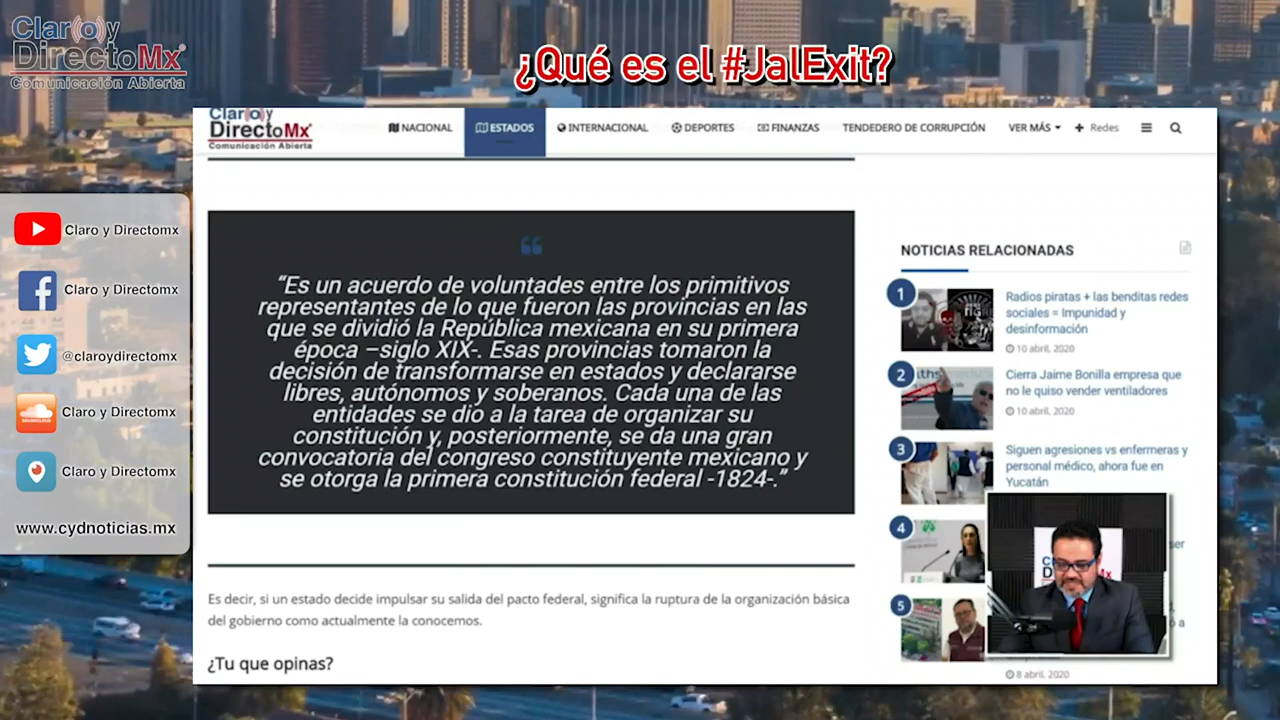 Claro y
DirectoMx
Comunicación Abierta
¿Qué es el #JalExit?
Claro y
DirectoMx
Comunicación Abierta
NACIONAL
ESTADOS
INTERNACIONAL
DEPORTES
FINANZAS
TENDEDERO DE CORRUPCIÓN
VER MÁS
Redes
Claro y Directomx
Claro y Directomx
@claroydirectomx
Claro y Directomx
Claro y Directomx
www.cydnoticias.mx
“Es un acuerdo de voluntades entre los primitivos
representantes de lo que fueron las provincias en las
que se dividió la República mexicana en su primera
época –siglo XIX-. Esas provincias tomaron la
decisión de transformarse en estados y declararse
libres, autónomos y soberanos. Cada una de las
entidades se dio a la tarea de organizar su
constitución y, posteriormente, se da una gran
convocatoria del congreso constituyente mexicano y
se otorga la primera constitución federal -1824-.”
Es decir, si un estado decide impulsar su salida del pacto federal, significa la ruptura de la organización básica
del gobierno como actualmente la conocemos.
¿Tu que opinas?
NOTICIAS RELACIONADAS
1
Radios piratas + las benditas redes
sociales = Impunidad y
desinformación
10 abril, 2020
2
Cierra Jaime Bonilla empresa que
no le quiso vender ventiladores
10 abril, 2020
3
Siguen agresiones vs enfermeras y
personal médico, ahora fue en
Yucatán
4
ser
5
a
8 abril, 2020